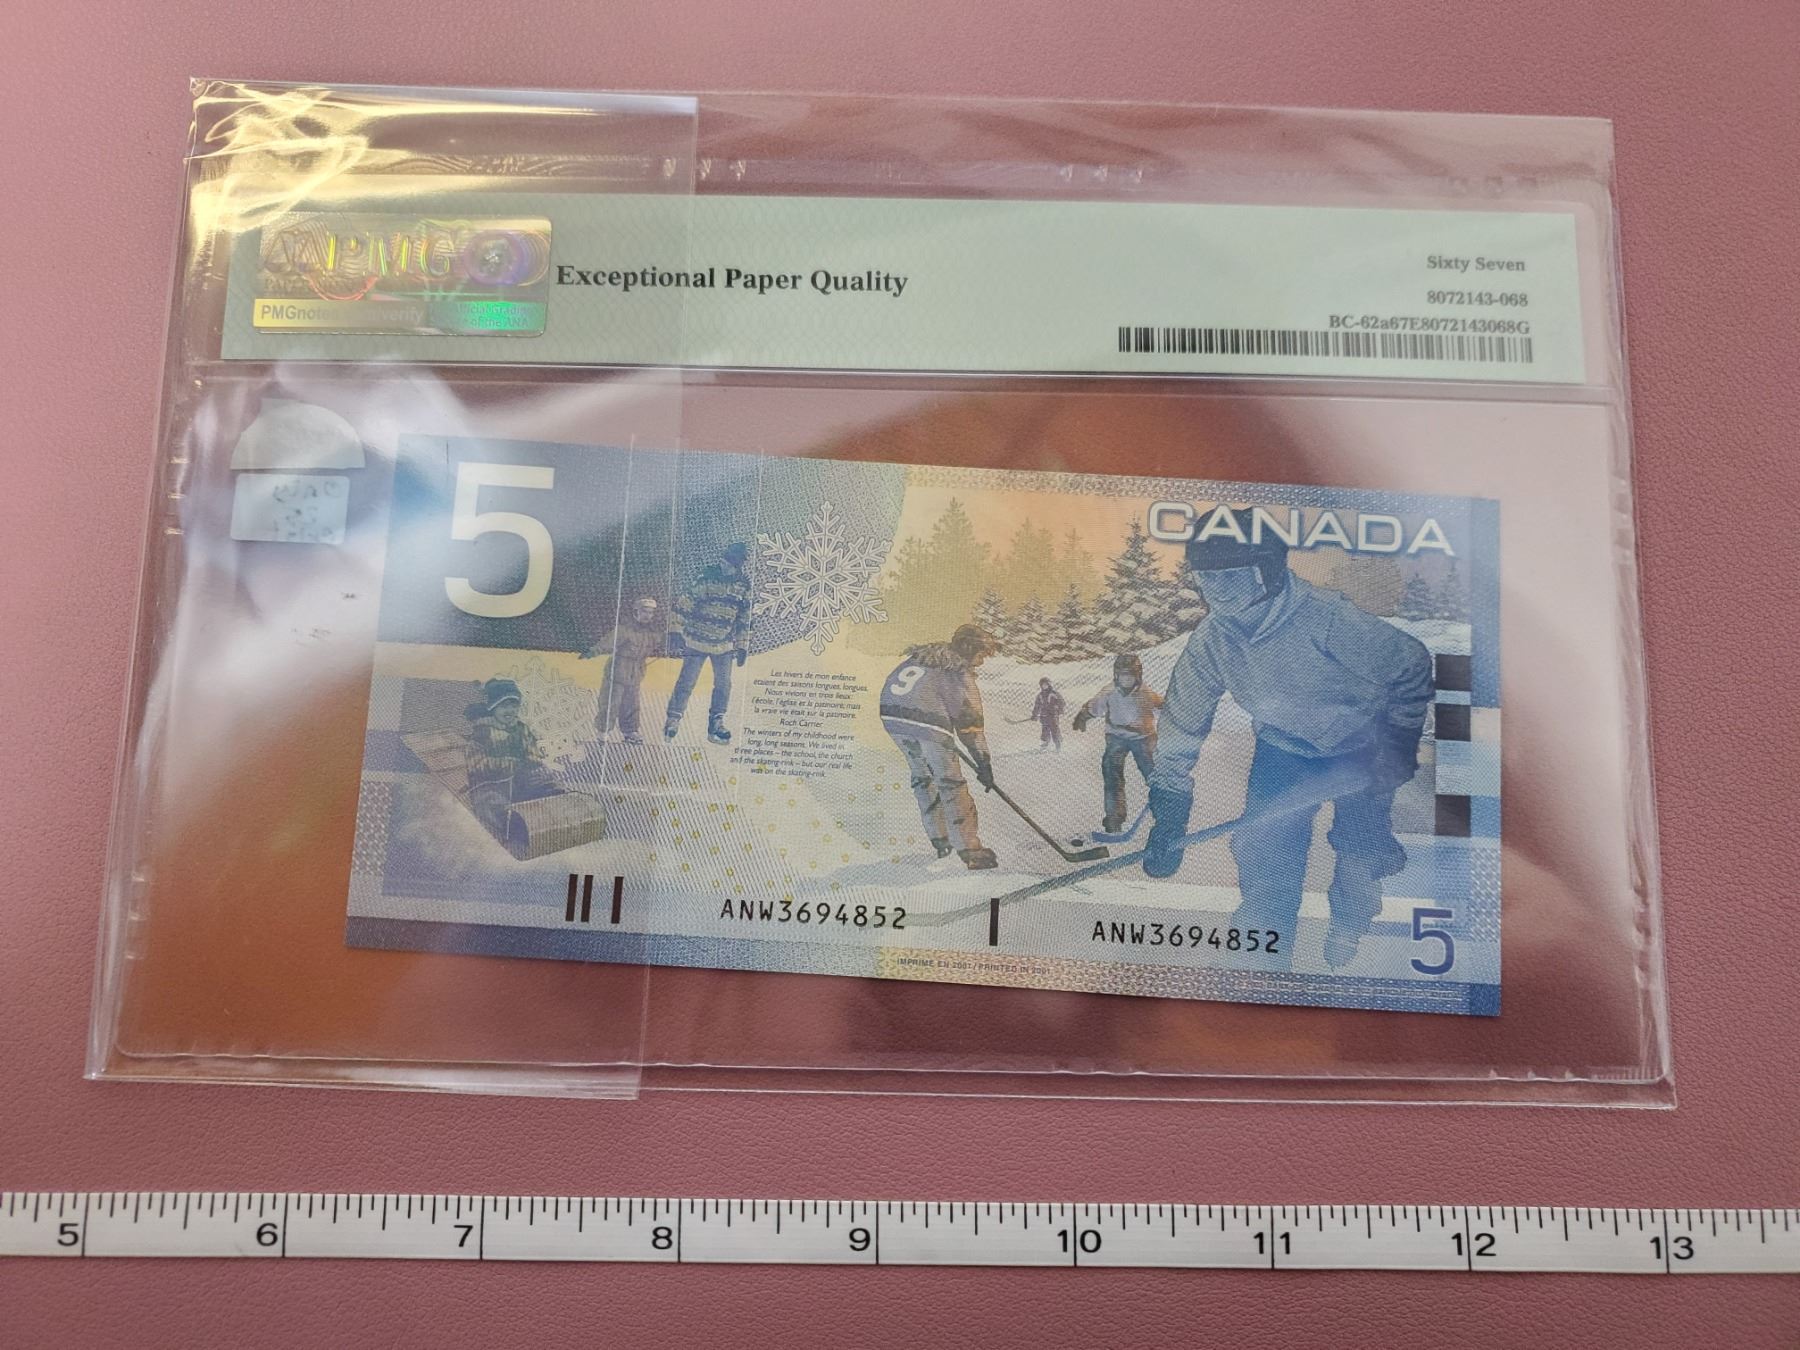 PMG
PMGnotes
verify
of the ANA
Exceptional Paper Quality
Sixty Seven
8072143-068
BC-62a67E8072143068G
5
CANADA
9
Les hivers de mon enfance
étaient des saisons longues, longues.
Nous vivions en trois lieux:
l'école, l'église et la patinoire; mais
la vraie vie était sur la patinoire.
Roch Carrier
The winters of my childhood were
long, long seasons. We lived in
three places – the school, the church
and the skating-rink – but our real life
was on the skating-rink.
ANW3694852
ANW3694852
5
IMPRIMÉ EN 2001 / PRINTED IN 2001
5 6 7 8 9 10 11 12 13